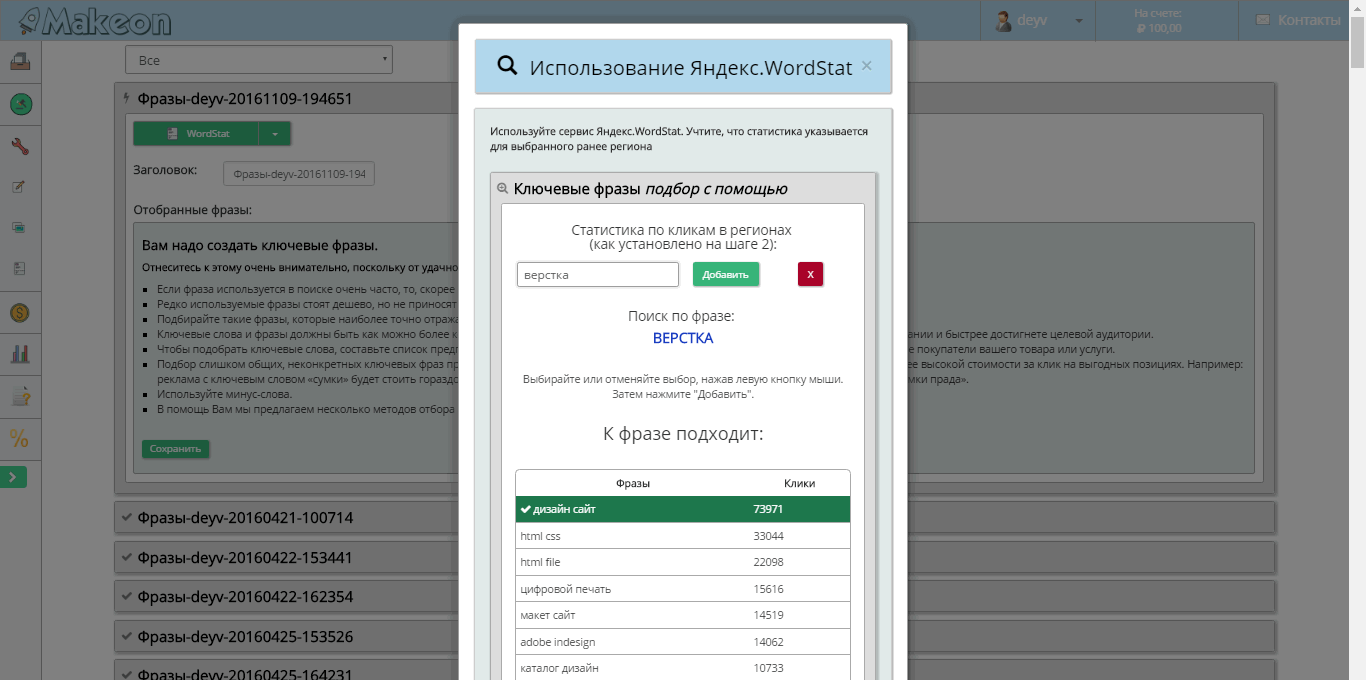 Makeon
deyv
На счете:
₽ 100,00
Контакты
Все
Фразы-deyv-20161109-194651
WordStat
Заголовок:
Фразы-deyv-20161109-194
Отобранные фразы:
Вам надо создать ключевые фразы.
Отнеситесь к этому очень внимательно, поскольку от удачно
Если фраза используется в поиске очень часто, то, скорее
Редко используемые фразы стоят дешево, но не приносят
Подбирайте такие фразы, которые наиболее точно отраж
Ключевые слова и фразы должны быть как можно более к
ании и быстрее достигнете целевой аудитории.
Чтобы подобрать ключевые слова, составьте список пред
е покупатели вашего товара или услуги.
Подбор слишком общих, неконкретных ключевых фраз пр
ее высокой стоимости за клик на выгодных позициях. Например:
реклама с ключевым словом «сумки» будет стоить горазд
мки прада».
Используйте минус-слова.
В помощь Вам мы предлагаем несколько методов отбора
Сохранить
Фразы-deyv-20160421-100714
Фразы-deyv-20160422-153441
Фразы-deyv-20160422-162354
Фразы-deyv-20160425-153526
Фразы-deyv-20160425-164231
Использование Яндекс.WordStat ×
Используйте сервис Яндекс.WordStat. Учтите, что статистика указывается
для выбранного ранее региона
Ключевые фразы подбор с помощью
Статистика по кликам в регионах
(как установлено на шаге 2):
верстка Добавить X
Поиск по фразе:
ВЕРСТКА
Выбирайте или отменяйте выбор, нажав левую кнопку мыши.
Затем нажмите "Добавить".
К фразе подходит:
Фразы Клики
дизайн сайт 73971
html css 33044
html file 22098
цифровой печать 15616
макет сайт 14519
adobe indesign 14062
каталог дизайн 10733